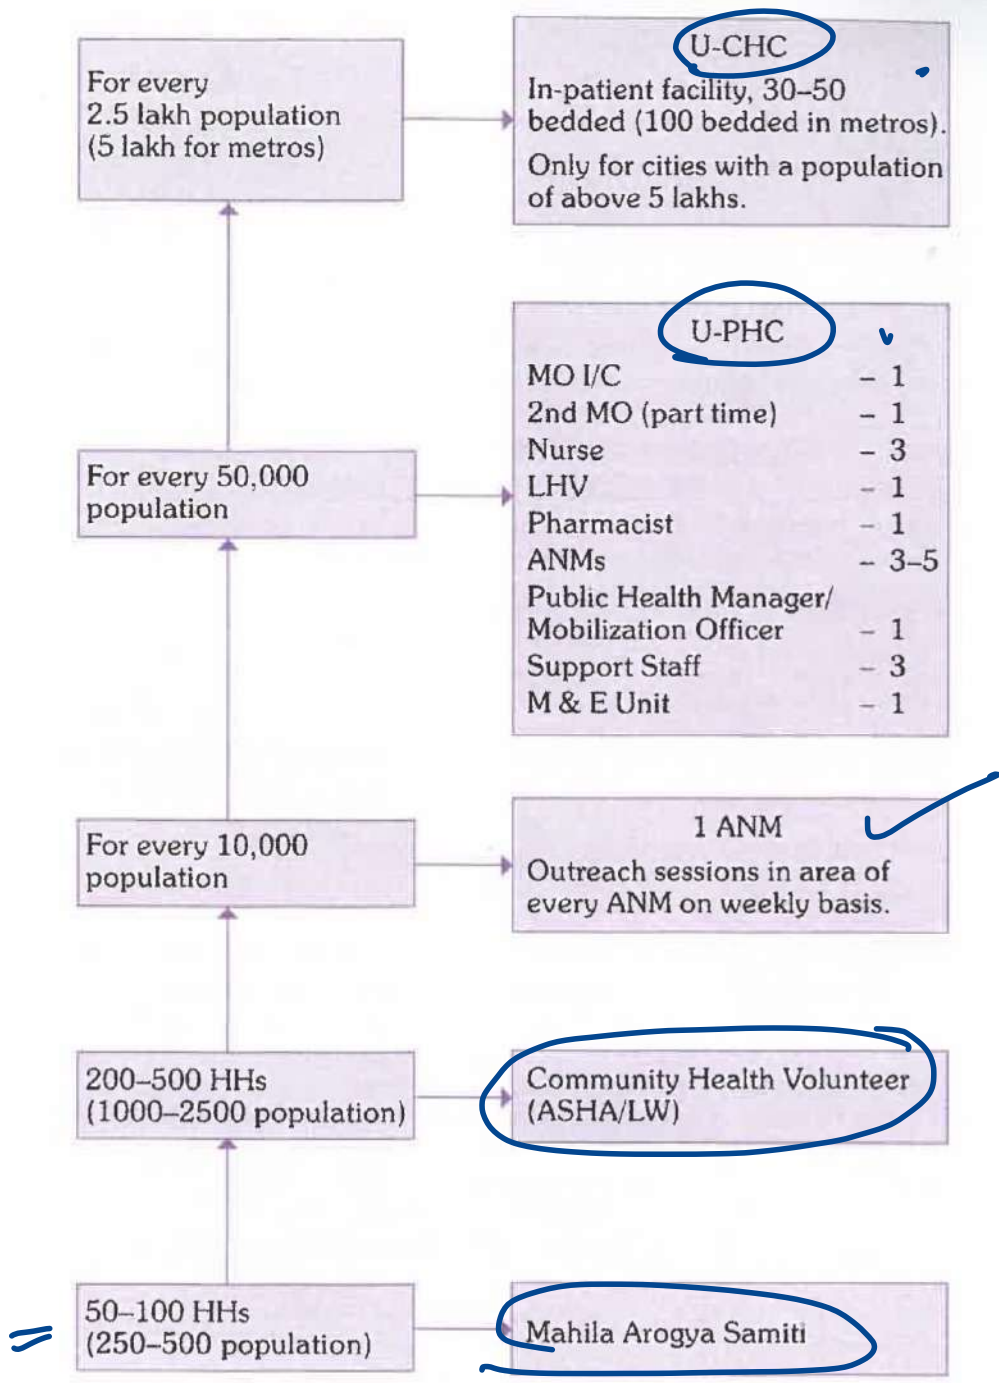 For every
2.5 lakh population
(5 lakh for metros)
U-CHC
In-patient facility, 30–50
bedded (100 bedded in metros).
Only for cities with a population
of above 5 lakhs.
For every 50,000
population
U-PHC
MO I/C – 1
2nd MO (part time) – 1
Nurse – 3
LHV – 1
Pharmacist – 1
ANMs – 3–5
Public Health Manager/
Mobilization Officer – 1
Support Staff – 3
M & E Unit – 1
For every 10,000
population
1 ANM
Outreach sessions in area of
every ANM on weekly basis.
200–500 HHs
(1000–2500 population)
Community Health Volunteer
(ASHA/LW)
50–100 HHs
(250–500 population)
Mahila Arogya Samiti